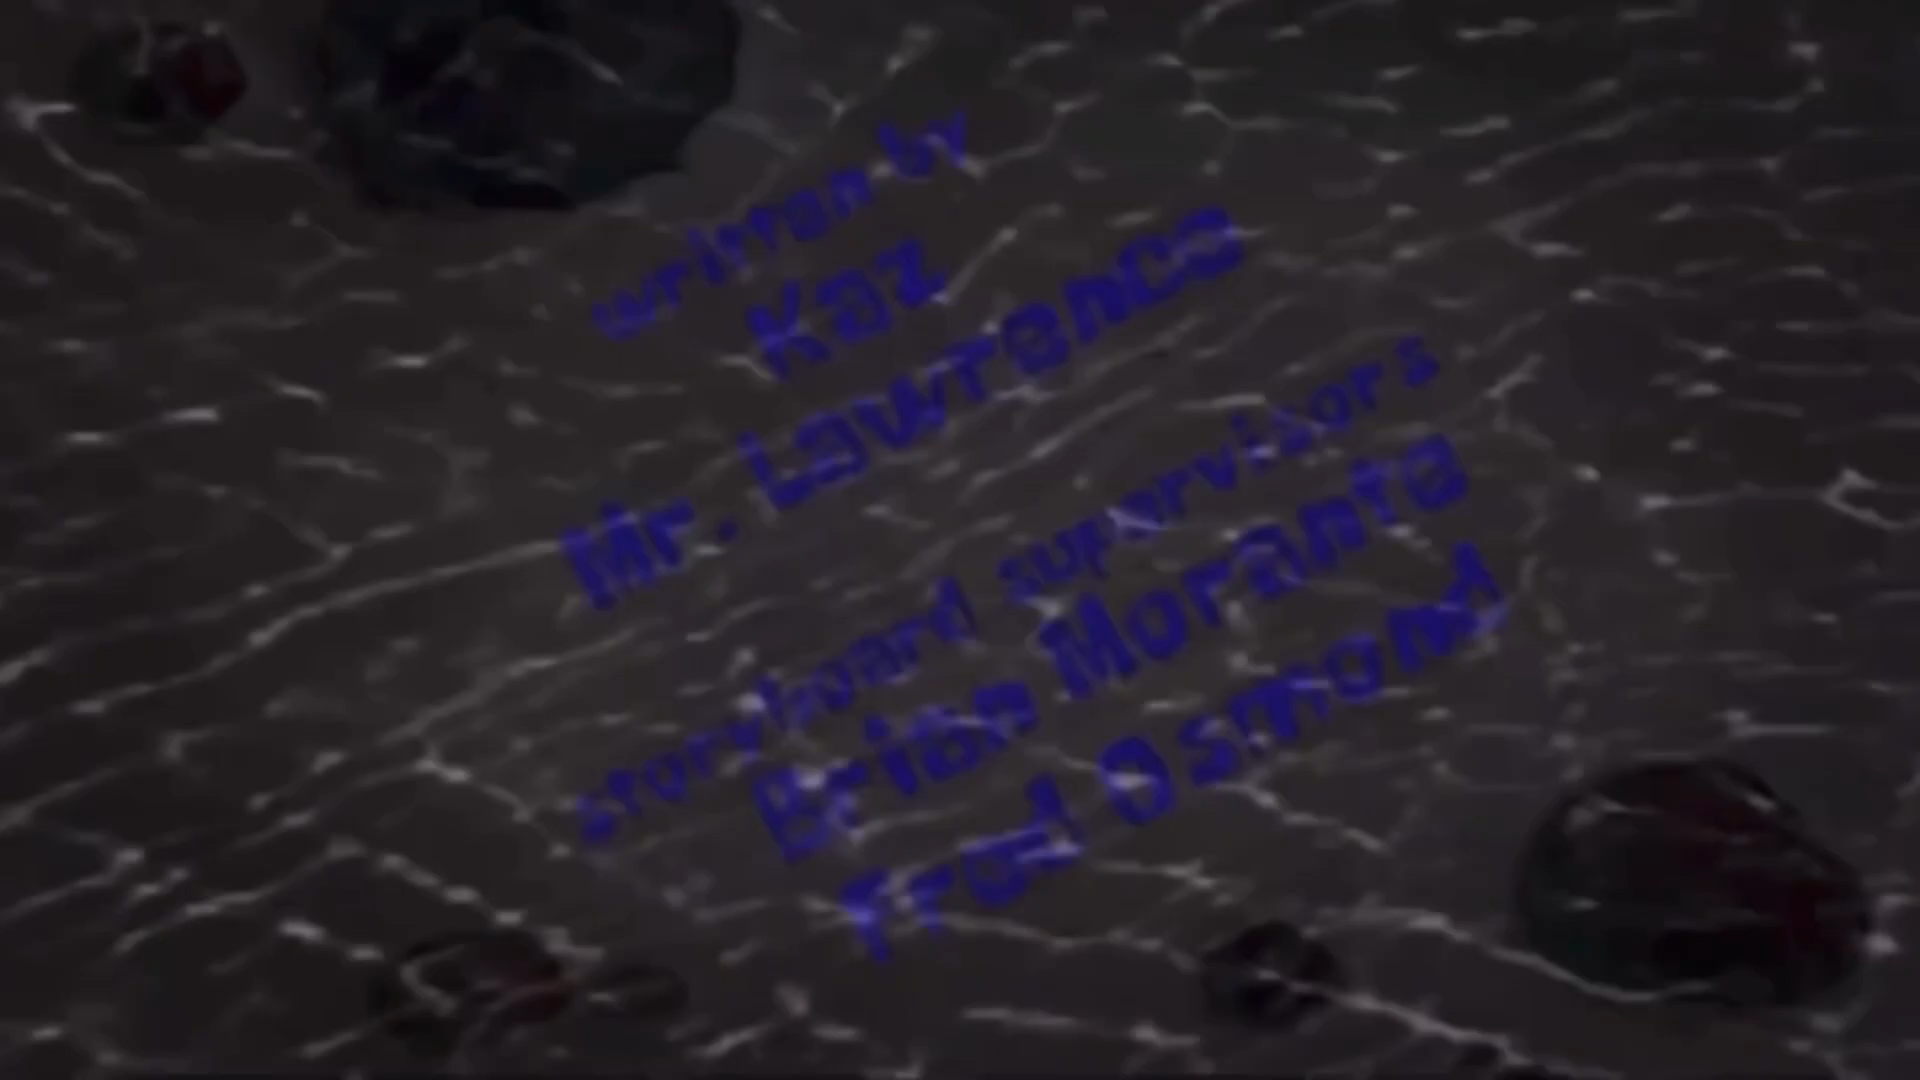 written by
Kaz
Mr. Lawrence
storyboard supervisors
Brian Morante
Fred Osmond